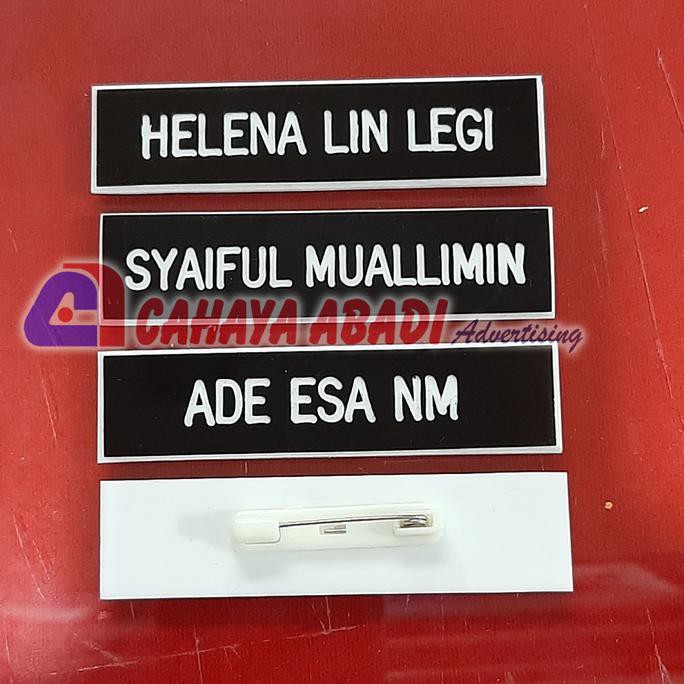 HELENA LIN LEGI
SYAIFUL MUALLIMIN
CAHAYA ABADI Advertising
ADE ESA NM